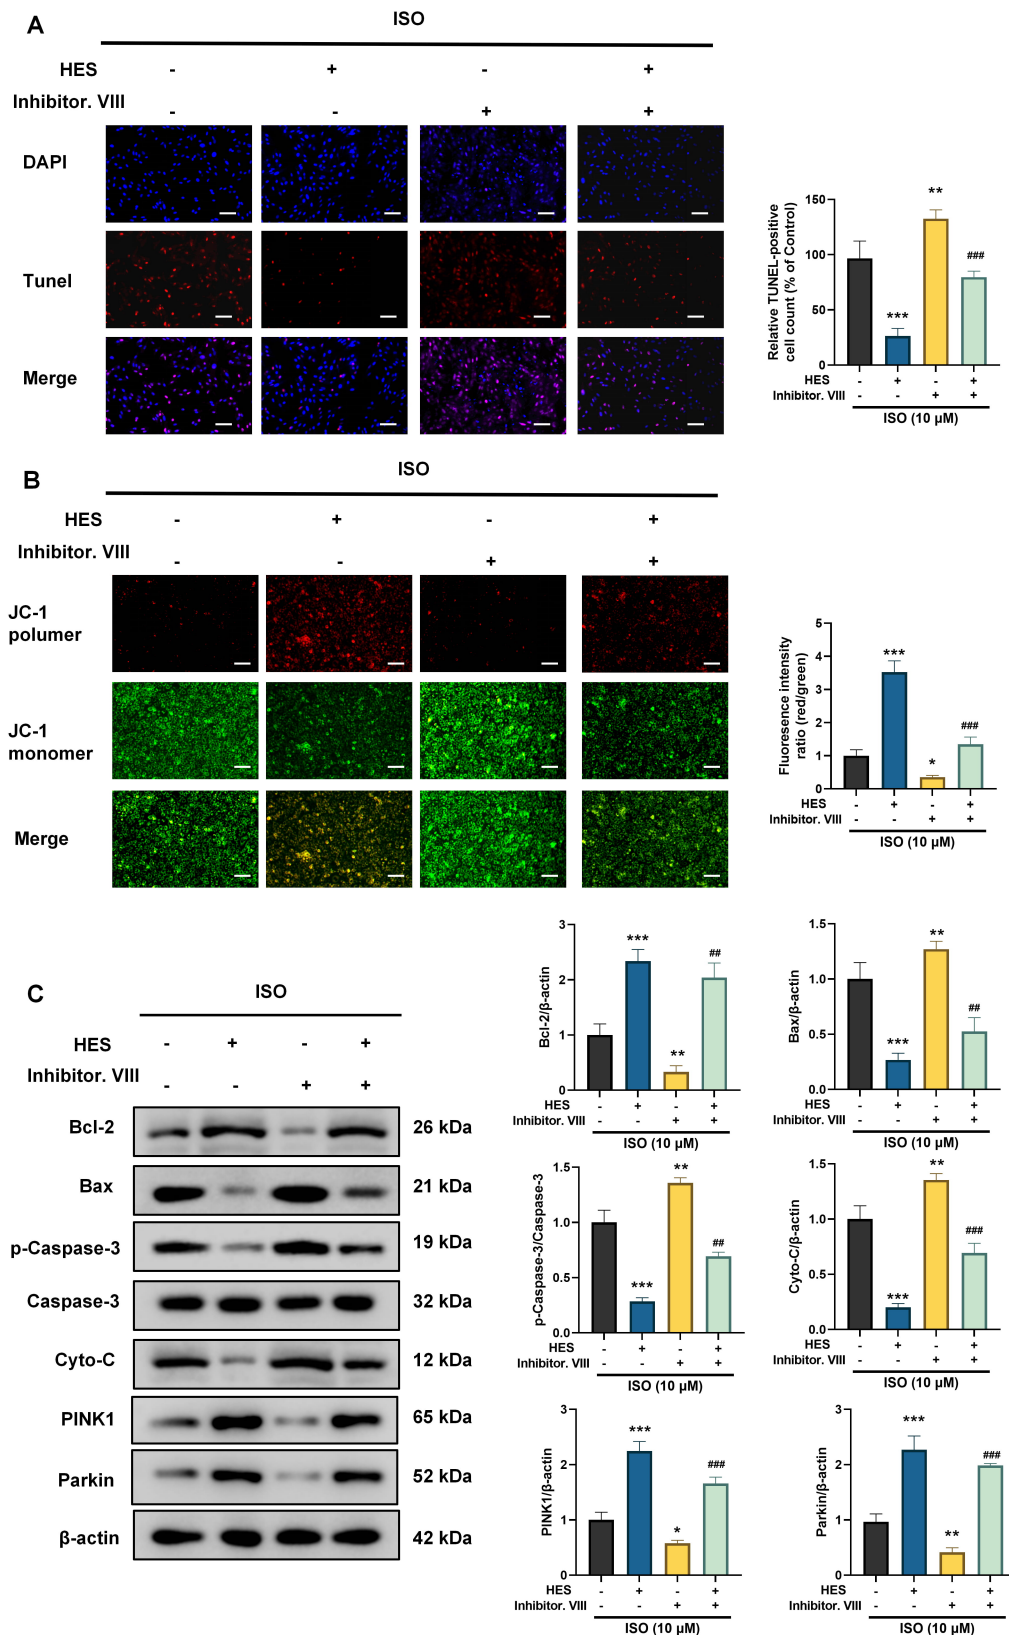 A
ISO
HES - + - +
Inhibitor. VIII - - + +
DAPI
Tunel
Merge
Relative TUNEL-positive
cell count (% of Control)
150
100
50
0
***
**
###
HES - + - +
Inhibitor. VIII - - + +
ISO (10 μM)
B
ISO
HES - + - +
Inhibitor. VIII - - + +
JC-1
polumer
JC-1
monomer
Merge
Fluoresence intensity
ratio (red/green)
5
4
3
2
1
0
***
*
###
HES - + - +
Inhibitor. VIII - - + +
ISO (10 μM)
C
ISO
HES - + - +
Inhibitor. VIII - - + +
Bcl-2 26 kDa
Bax 21 kDa
p-Caspase-3 19 kDa
Caspase-3 32 kDa
Cyto-C 12 kDa
PINK1 65 kDa
Parkin 52 kDa
β-actin 42 kDa
Bcl-2/β-actin
3
2
1
0
***
**
##
HES - + - +
Inhibitor. VIII - - + +
ISO (10 μM)
Bax/β-actin
1.5
1.0
0.5
0.0
***
**
##
HES - + - +
Inhibitor. VIII - - + +
ISO (10 μM)
p-Caspase-3/Caspase-3
1.5
1.0
0.5
0.0
***
**
##
HES - + - +
Inhibitor. VIII - - + +
ISO (10 μM)
Cyto-C/β-actin
1.5
1.0
0.5
0.0
***
**
###
HES - + - +
Inhibitor. VIII - - + +
ISO (10 μM)
PINK1/β-actin
3
2
1
0
***
*
###
HES - + - +
Inhibitor. VIII - - + +
ISO (10 μM)
Parkin/β-actin
3
2
1
0
***
**
###
HES - + - +
Inhibitor. VIII - - + +
ISO (10 μM)